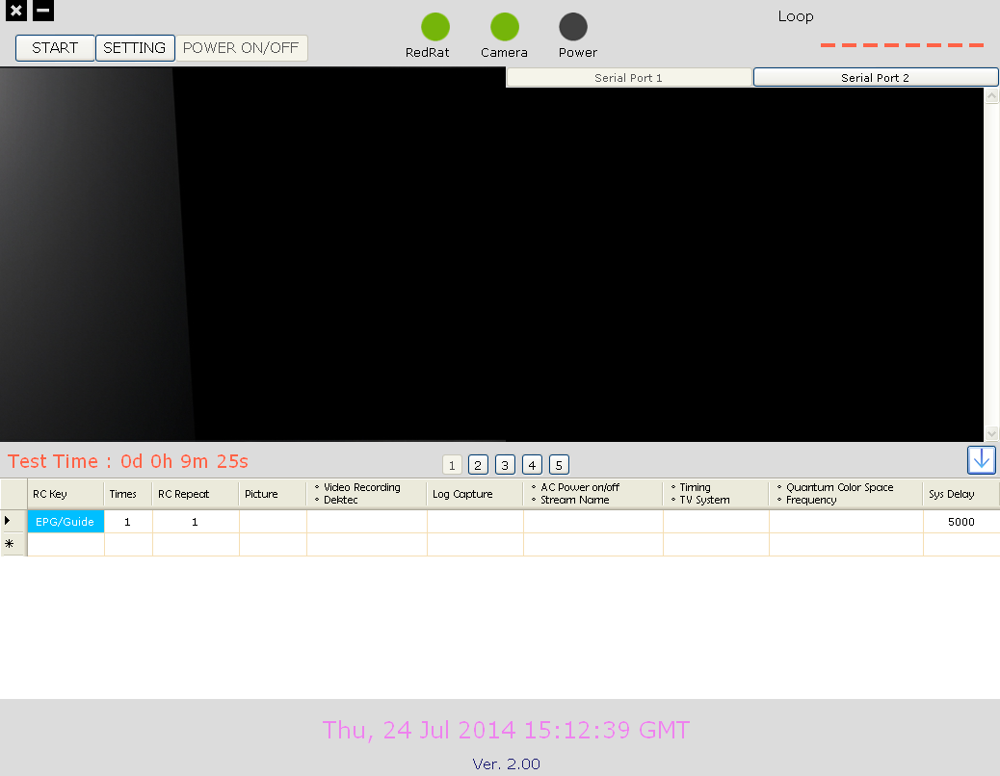 START SETTING POWER ON/OFF
RedRat Camera Power
Loop
Serial Port 1 Serial Port 2
Test Time : 0d 0h 9m 25s
1 2 3 4 5
RC Key Times RC Repeat Picture ∘ Video Recording Log Capture ∘ AC Power on/off ∘ Timing ∘ Quantum Color Space Sys Delay
∘ Dektec ∘ Stream Name ∘ TV System ∘ Frequency
EPG/Guide 1 1 5000
Thu, 24 Jul 2014 15:12:39 GMT
Ver. 2.00